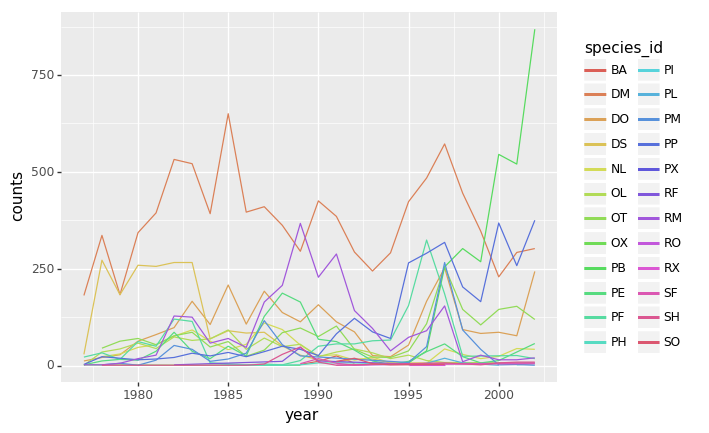 750
500
250
0
counts
1980
1985
1990
1995
2000
year
species_id
BA
DM
DO
DS
NL
OL
OT
OX
PB
PE
PF
PH
PI
PL
PM
PP
PX
RF
RM
RO
RX
SF
SH
SO